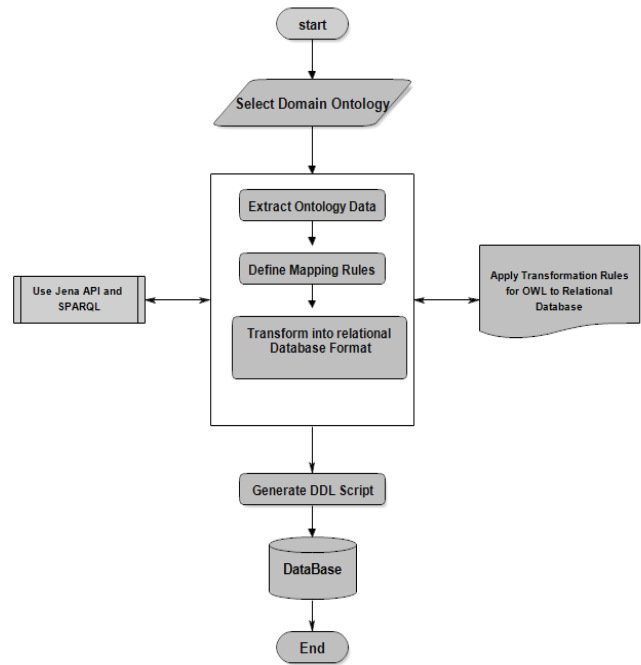 start
Select Domain Ontology
Extract Ontology Data
Define Mapping Rules
Transform into relational
Database Format
Use Jena API and
SPARQL
Apply Transformation Rules
for OWL to Relational
Database
Generate DDL Script
DataBase
End